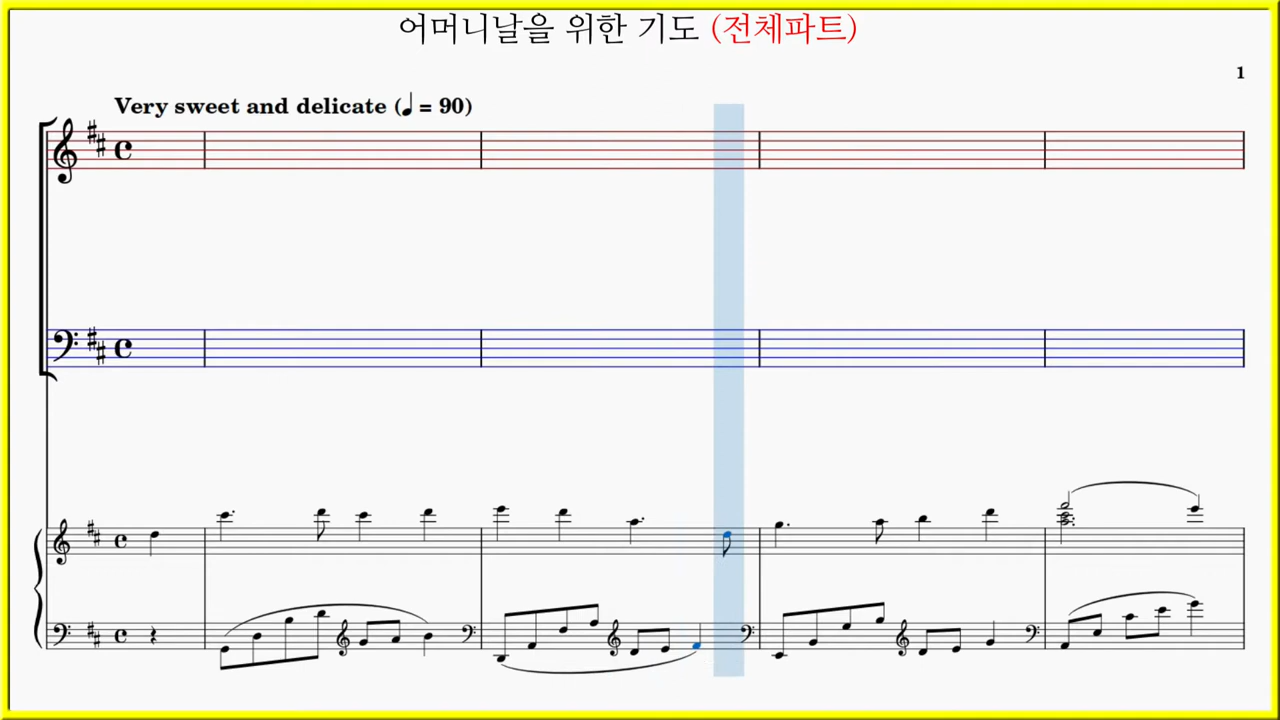 어머니날을 위한 기도 (전체파트)
1
Very sweet and delicate (♩ = 90)